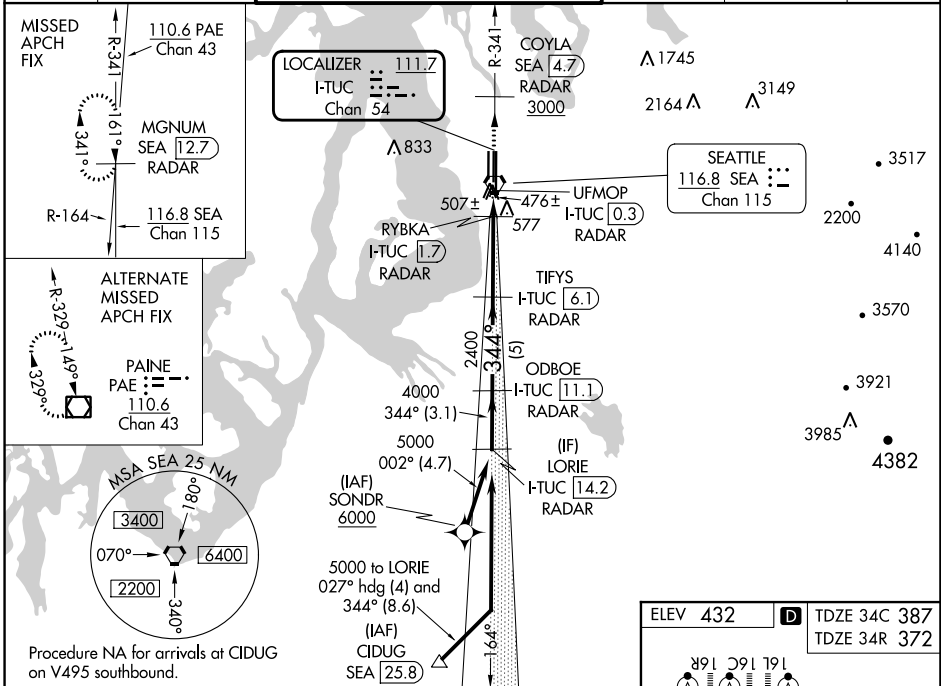 MISSED
APCH
FIX
110.6 PAE
Chan 43
R-341
161°
341°
MGNUM
SEA 12.7
RADAR
R-164
116.8 SEA
Chan 115
ALTERNATE
MISSED
APCH FIX
R-329
149°
329°
PAINE
PAE
110.6
Chan 43
MSA SEA 25 NM
180°
3400
070°
6400
2200
340°
Procedure NA for arrivals at CIDUG
on V495 southbound.
LOCALIZER 111.7
I-TUC
Chan 54
R-341
COYLA
SEA 4.7
RADAR
3000
1745
2164
3149
833
SEATTLE
116.8 SEA
Chan 115
3517
2200
4140
3570
3921
3985
4382
507±
476±
577
UFMOP
I-TUC 0.3
RADAR
RYBKA
I-TUC 1.7
RADAR
TIFYS
I-TUC 6.1
RADAR
2400
344°
(5)
ODBOE
I-TUC 11.1
RADAR
4000
344° (3.1)
5000
002° (4.7)
(IF)
LORIE
I-TUC 14.2
RADAR
(IAF)
SONDR
6000
5000 to LORIE
027° hdg (4) and
344° (8.6)
(IAF)
CIDUG
SEA 25.8
164°
ELEV 432
D
TDZE 34C 387
TDZE 34R 372
16R 16C 16L